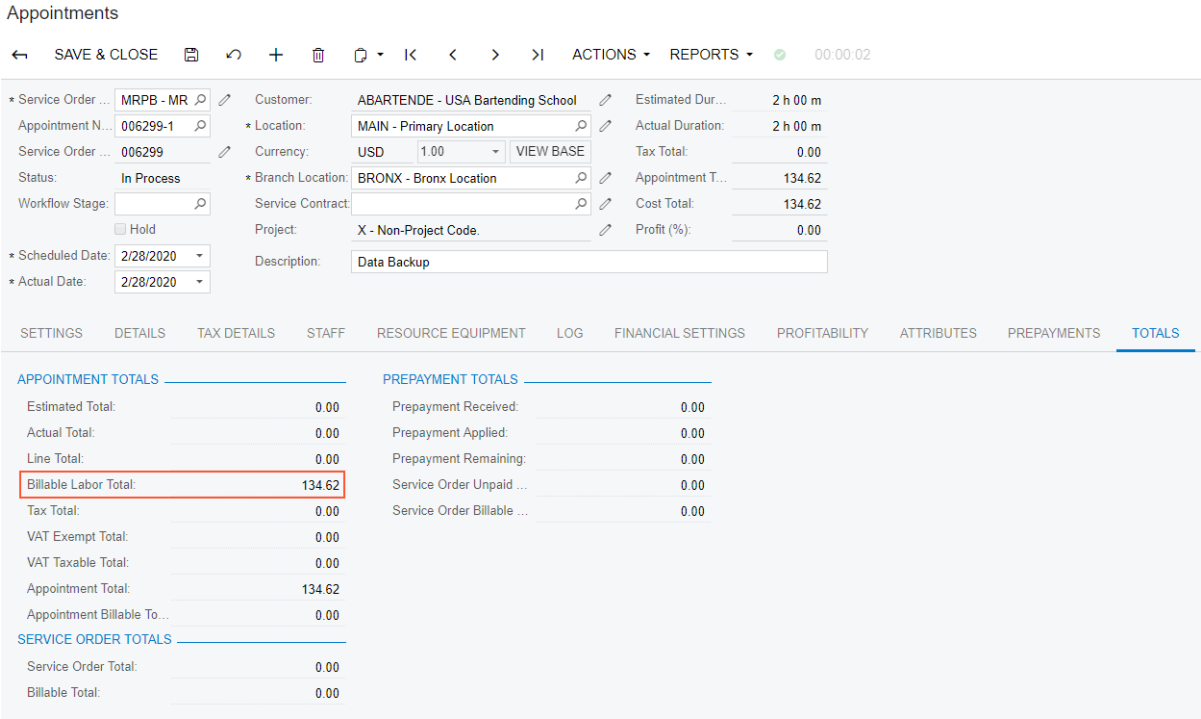 Appointments
SAVE & CLOSE ACTIONS REPORTS 00:00:02
* Service Order ... MRPB - MR Customer: ABARTENDE - USA Bartending School Estimated Dur... 2 h 00 m
Appointment N... 006299-1 * Location: MAIN - Primary Location Actual Duration: 2 h 00 m
Service Order ... 006299 Currency: USD 1.00 VIEW BASE Tax Total: 0.00
Status: In Process * Branch Location: BRONX - Bronx Location Appointment T... 134.62
Workflow Stage: Service Contract: Cost Total: 134.62
Hold Project: X - Non-Project Code. Profit (%): 0.00
* Scheduled Date: 2/28/2020 Description: Data Backup
* Actual Date: 2/28/2020
SETTINGS DETAILS TAX DETAILS STAFF RESOURCE EQUIPMENT LOG FINANCIAL SETTINGS PROFITABILITY ATTRIBUTES PREPAYMENTS TOTALS
APPOINTMENT TOTALS PREPAYMENT TOTALS
Estimated Total: 0.00 Prepayment Received: 0.00
Actual Total: 0.00 Prepayment Applied: 0.00
Line Total: 0.00 Prepayment Remaining: 0.00
Billable Labor Total: 134.62 Service Order Unpaid ... 0.00
Tax Total: 0.00 Service Order Billable ... 0.00
VAT Exempt Total: 0.00
VAT Taxable Total: 0.00
Appointment Total: 134.62
Appointment Billable To... 0.00
SERVICE ORDER TOTALS
Service Order Total: 0.00
Billable Total: 0.00